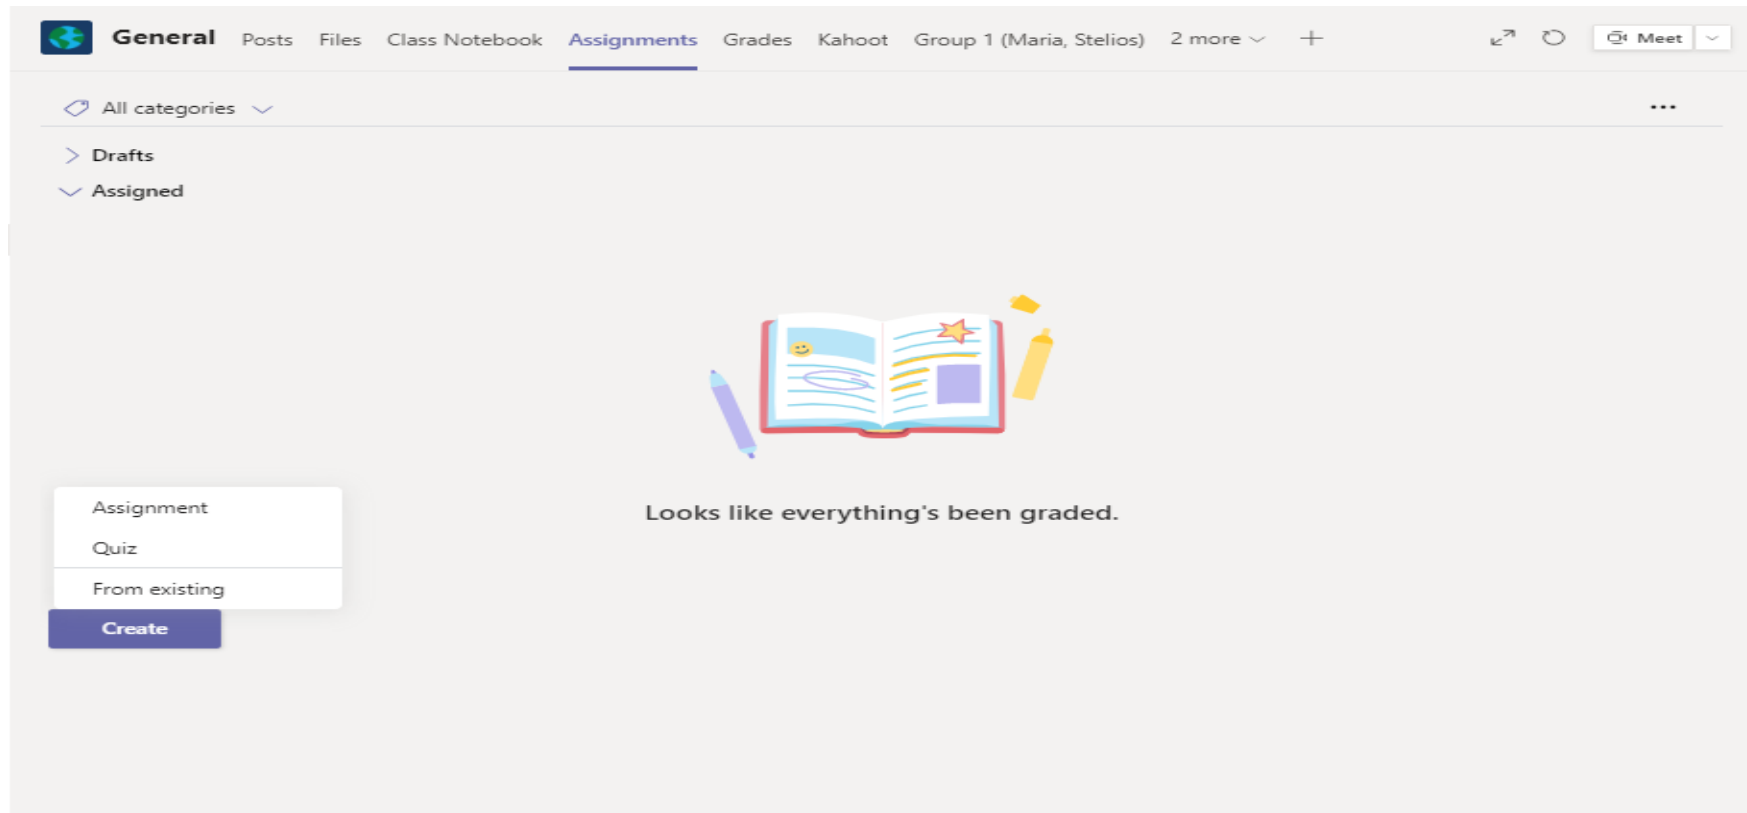 General Posts Files Class Notebook Assignments Grades Kahoot Group 1 (Maria, Stelios) 2 more Meet
All categories
Drafts
Assigned
Looks like everything's been graded.
Assignment
Quiz
From existing
Create